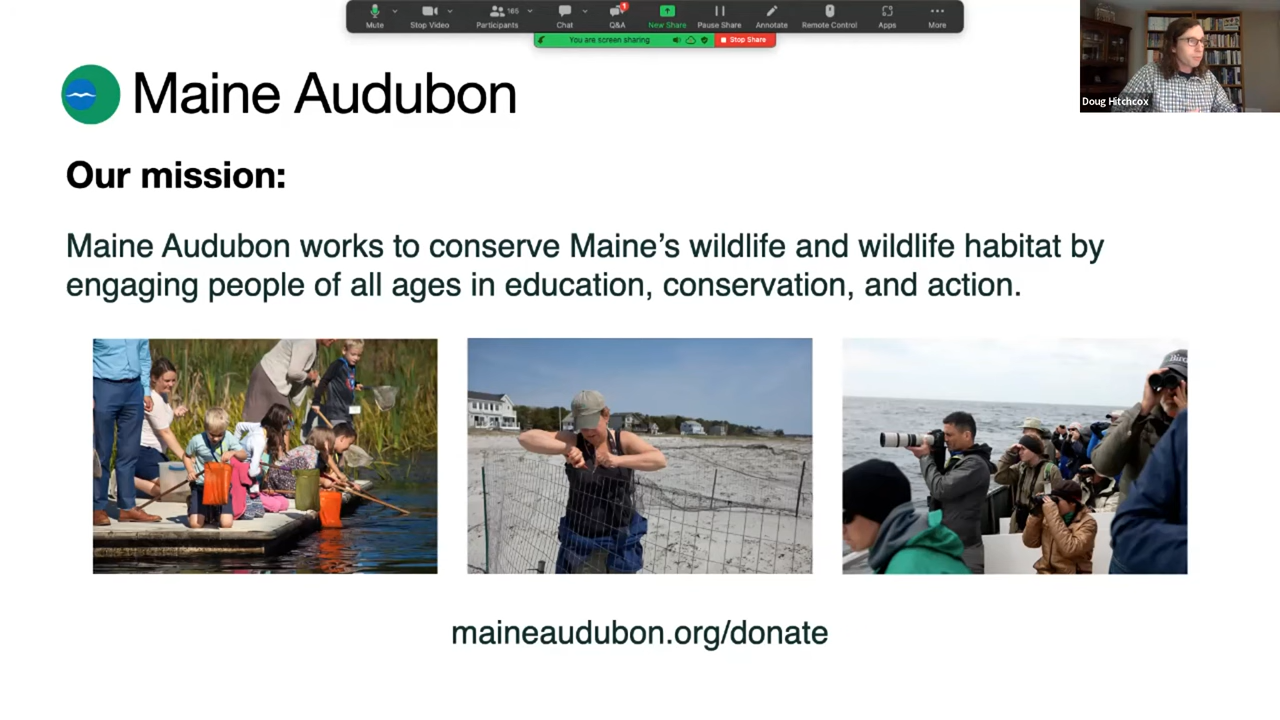 Mute
Stop Video
Participants
165
Chat
Q&A
1
New Share
Pause Share
Annotate
Remote Control
Apps
More
You are screen sharing
Stop Share
Doug Hitchcox
Maine Audubon
Our mission:
Maine Audubon works to conserve Maine’s wildlife and wildlife habitat by
engaging people of all ages in education, conservation, and action.
maineaudubon.org/donate